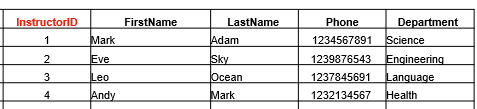 InstructorID FirstName LastName Phone Department
1 Mark Adam 1234567891 Science
2 Eve Sky 1239876543 Engineering
3 Leo Ocean 1237845691 Language
4 Andy Mark 1232134567 Health